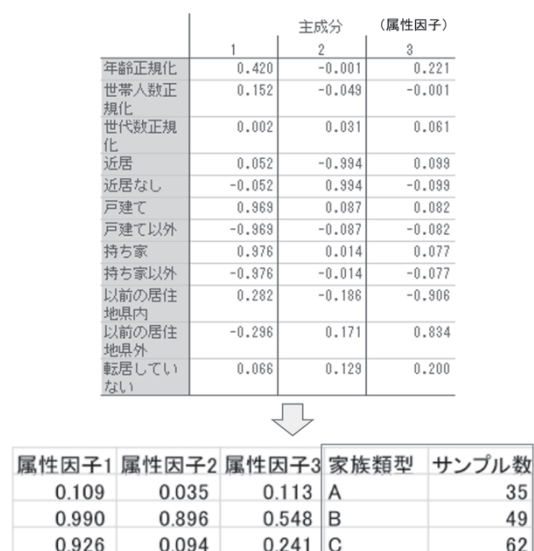 主成分 （属性因子）
1 2 3
年齢正規化 0.420 -0.001 0.221
世帯人数正規化 0.152 -0.049 -0.001
世代数正規化 0.002 0.031 0.061
近居 0.052 -0.994 0.099
近居なし -0.052 0.994 -0.099
戸建て 0.969 0.087 0.082
戸建て以外 -0.969 -0.087 -0.082
持ち家 0.976 0.014 0.077
持ち家以外 -0.976 -0.014 -0.077
以前の居住地県内 0.282 -0.186 -0.906
以前の居住地県外 -0.296 0.171 0.834
転居していない 0.066 0.129 0.200
属性因子1 属性因子2 属性因子3 家族類型 サンプル数
0.109 0.035 0.113 A 35
0.990 0.896 0.548 B 49
0.926 0.094 0.241 C 62